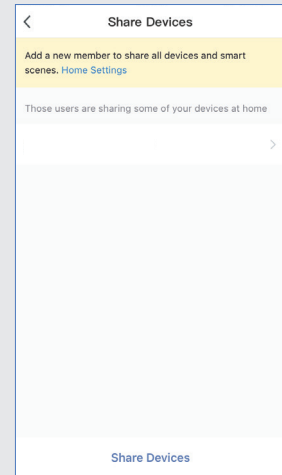 Share Devices
Add a new member to share all devices and smart
scenes. Home Settings
Those users are sharing some of your devices at home
Share Devices